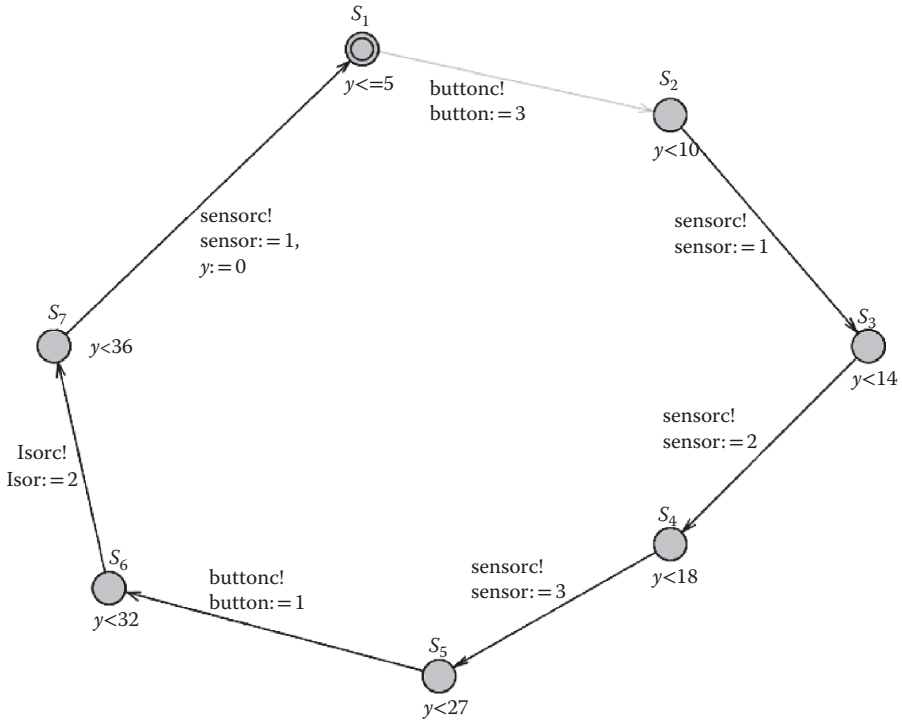 S1
y<=5
buttonc!
button:=3
S2
y<10
sensorc!
sensor:=1
S3
y<14
sensorc!
sensor:=2
S4
y<18
sensorc!
sensor:=3
S5
y<27
buttonc!
button:=1
S6
y<32
Isorc!
Isor:=2
S7
y<36
sensorc!
sensor:=1,
y:=0